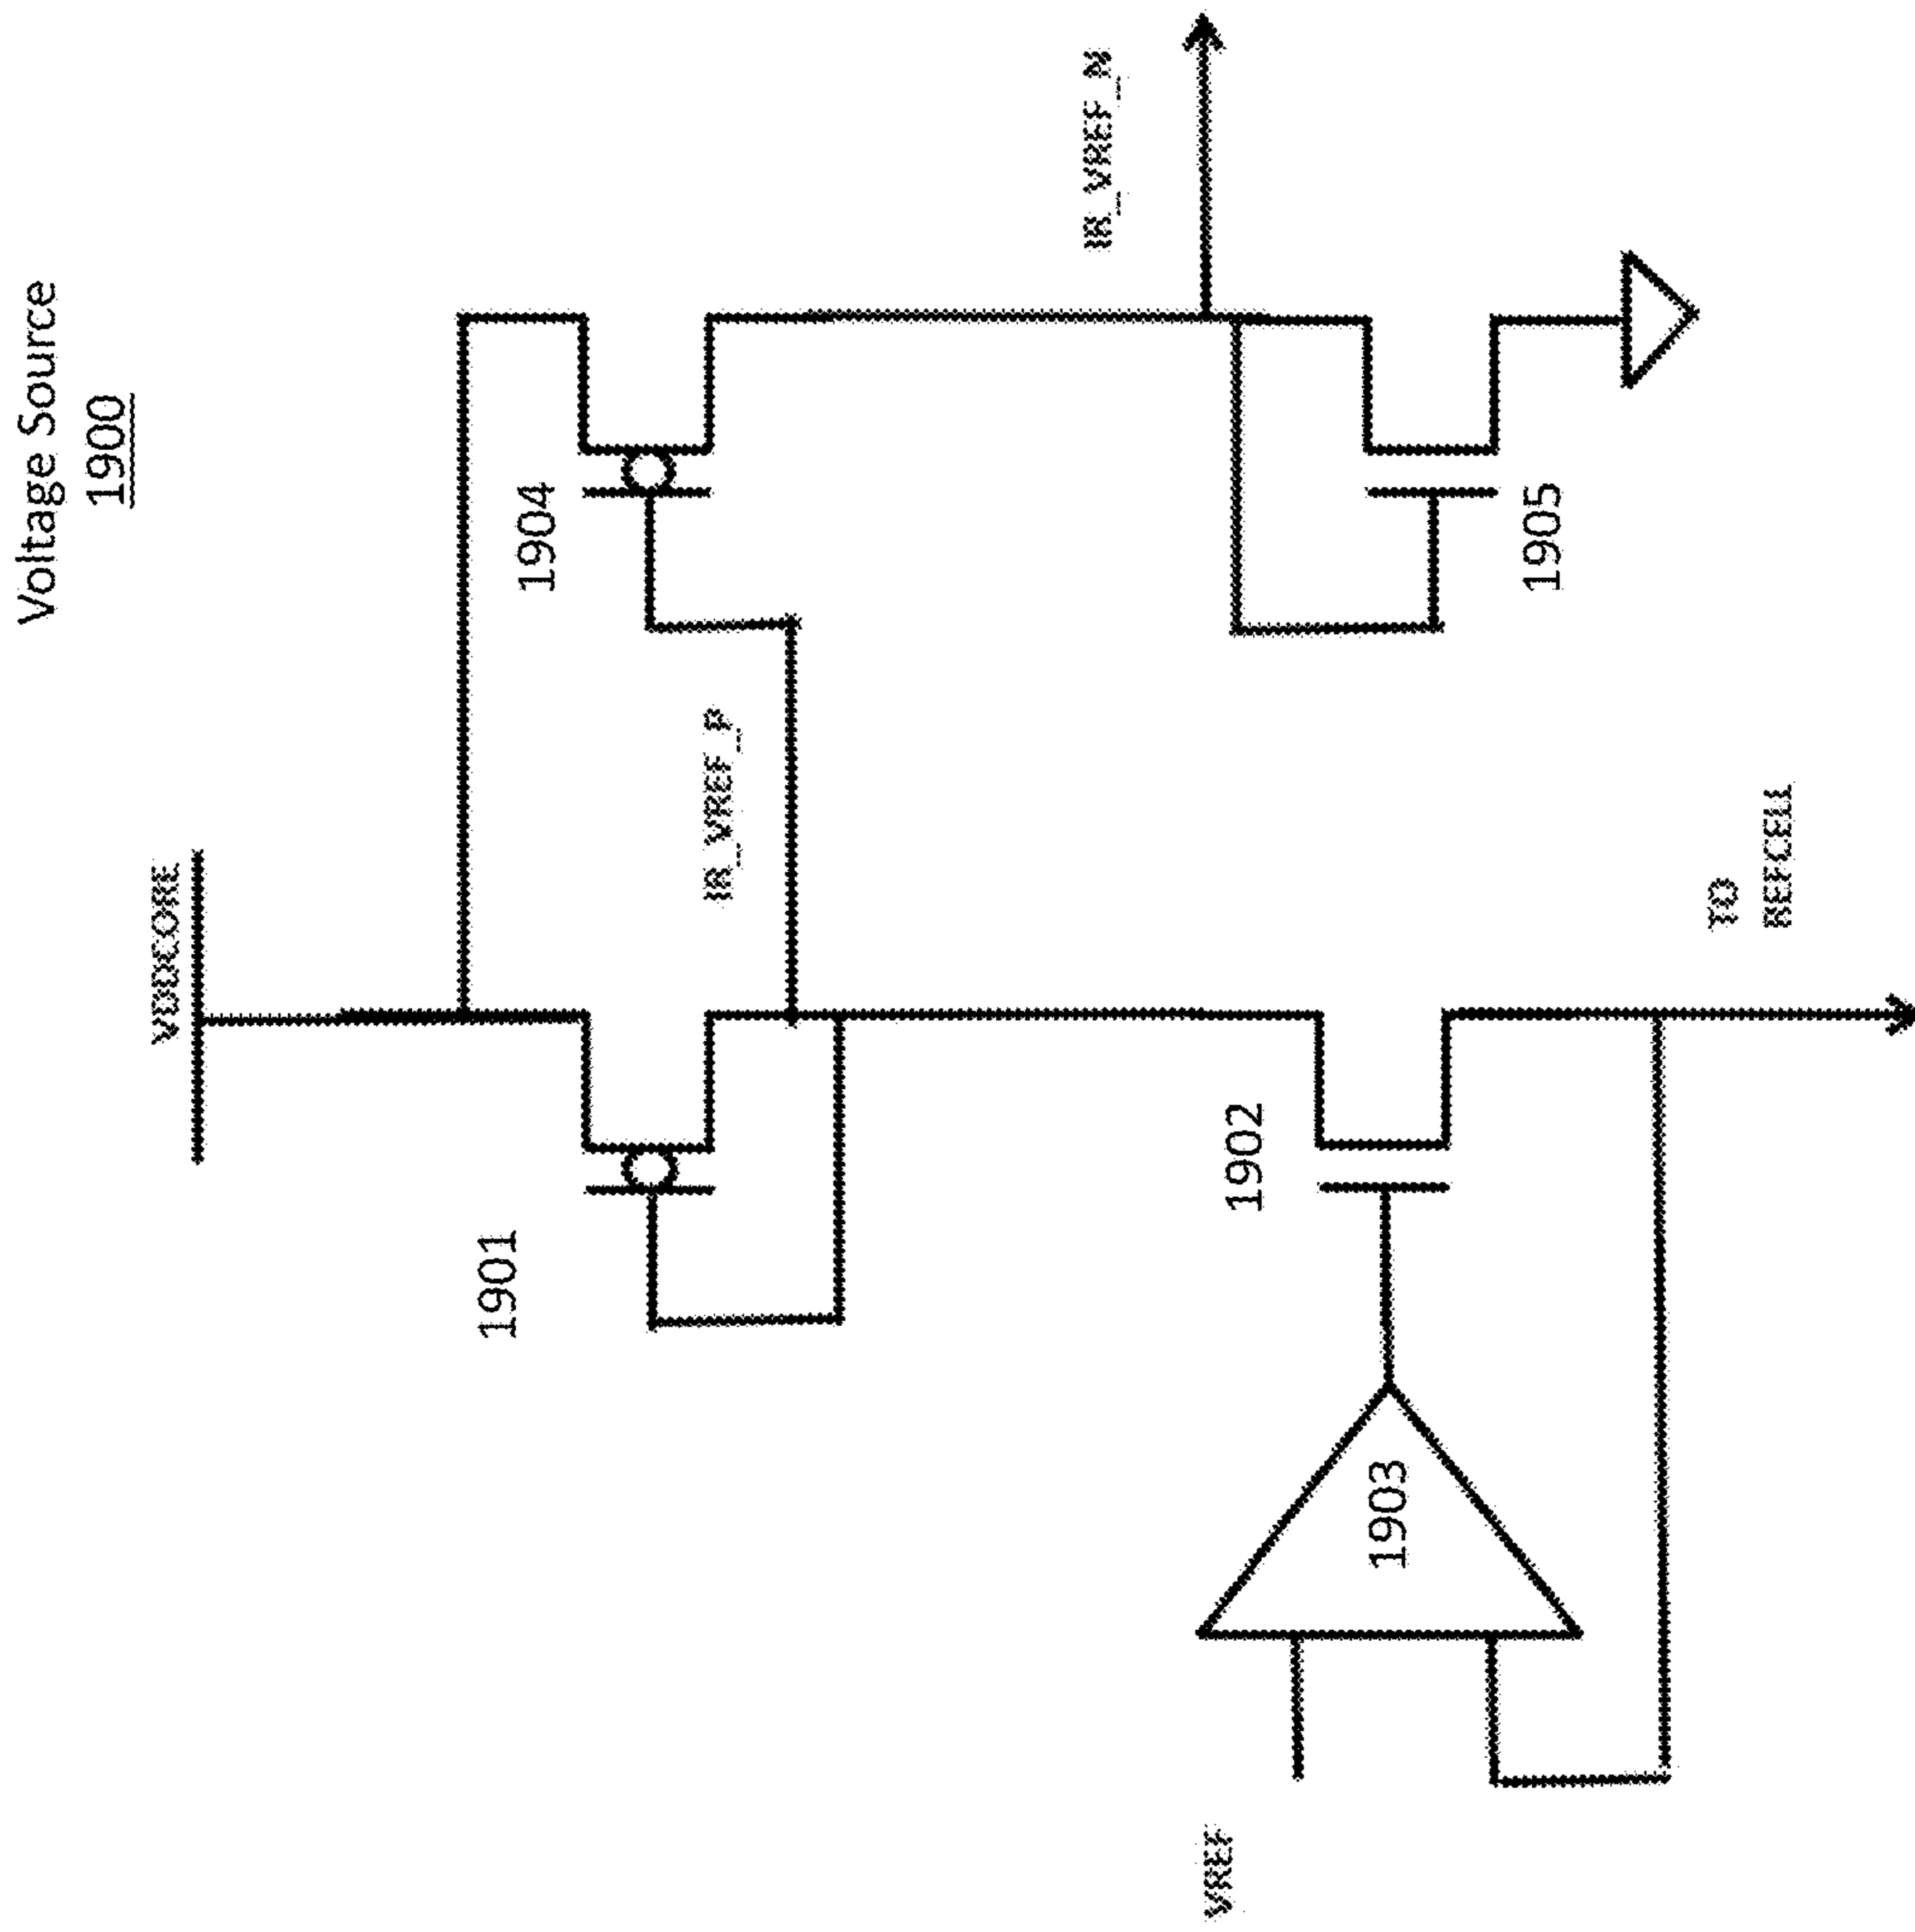 Voltage Source
1900
VDDCORE
1901
1904
IR_VREF_P
IR_VREF_N
1902
VREF
1903
1905
TO
REFCELL